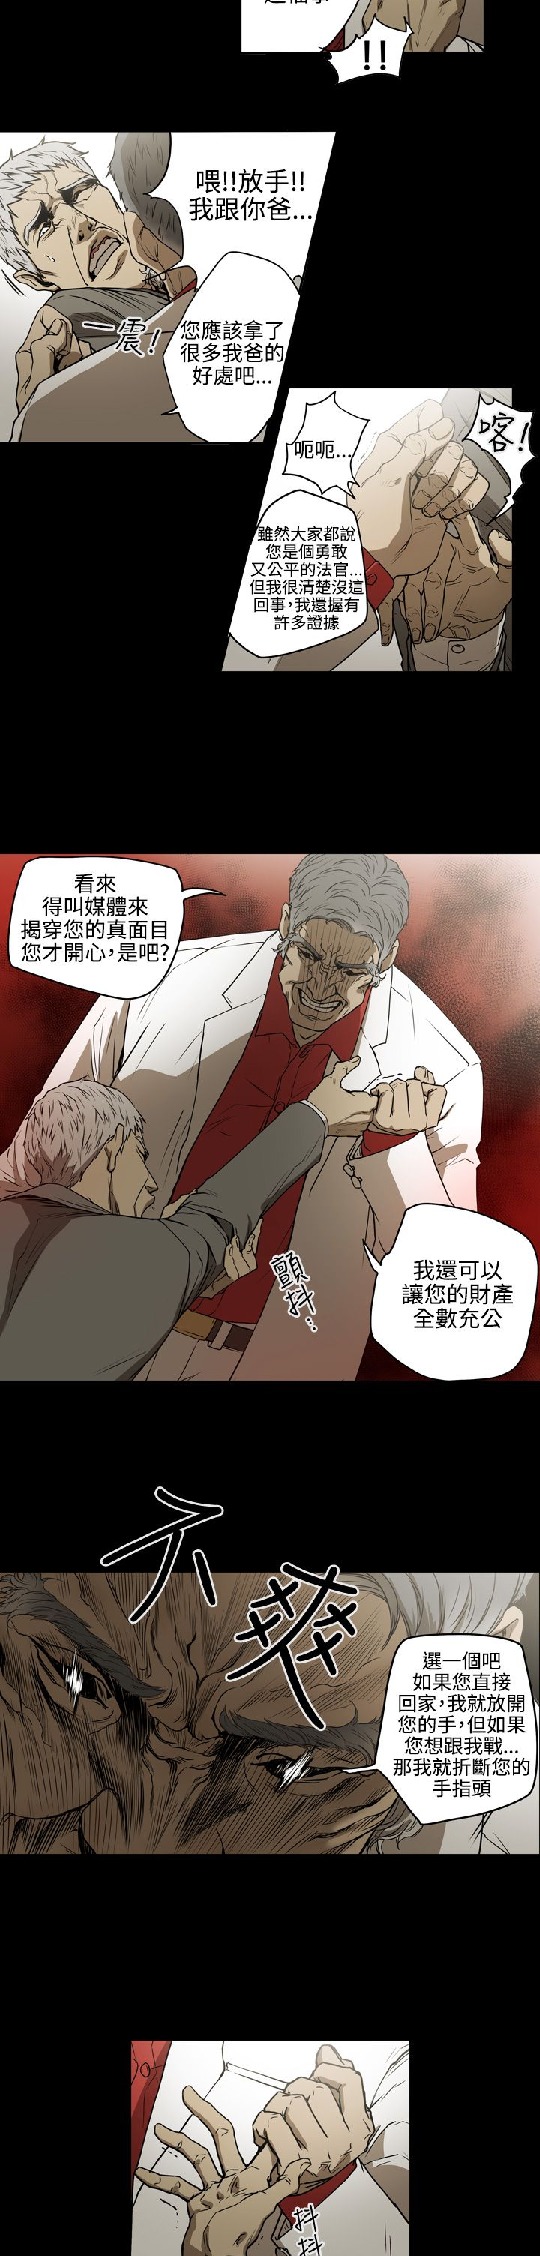 !!
喂!!放手!!
我跟你爸...
一震!
您應該拿了
很多我爸的
好處吧...
喀!
呃呃...
雖然大家都說
您是個勇敢
又公平的法官...
但我很清楚沒這
回事，我還握有
許多證據
看來
得叫媒體來
揭穿您的真面目
您才開心，是吧?
顫抖...
我還可以
讓您的財產
全數充公
不爽
選一個吧
如果您直接
回家，我就放開
您的手，但如果
您想跟我戰...
那我就折斷您的
手指頭
抖
抖